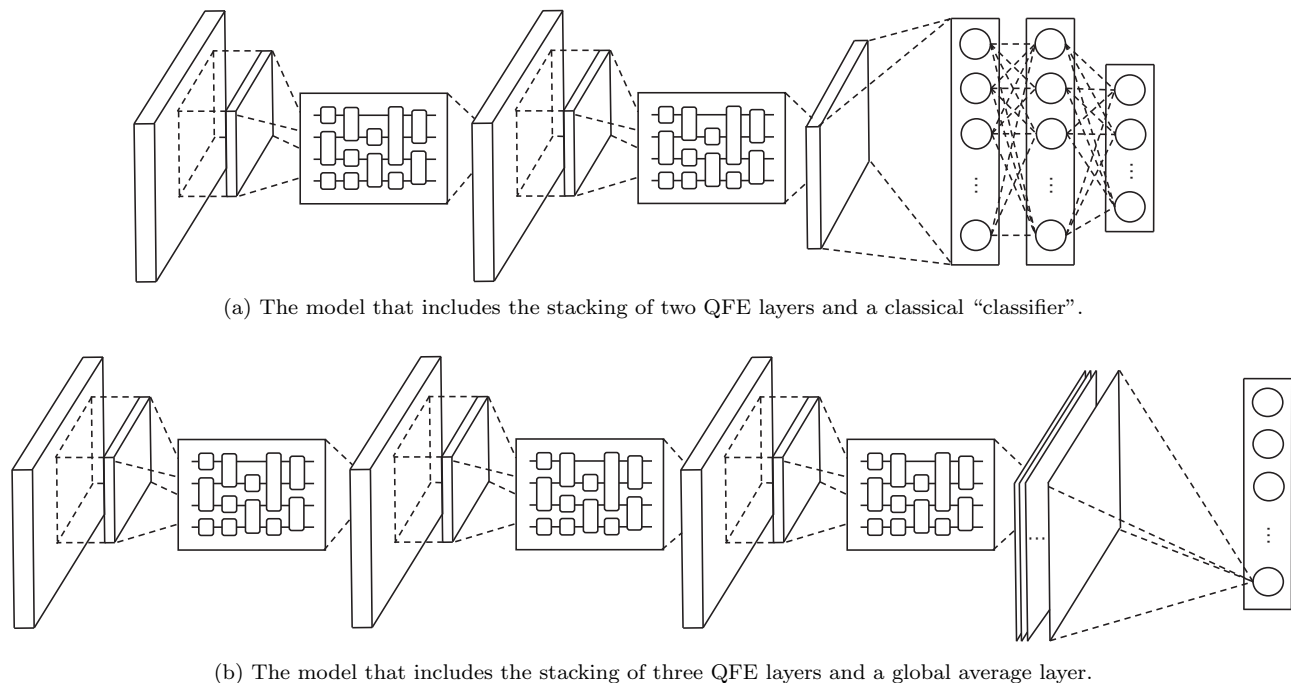 (a) The model that includes the stacking of two QFE layers and a classical “classifier”.
(b) The model that includes the stacking of three QFE layers and a global average layer.